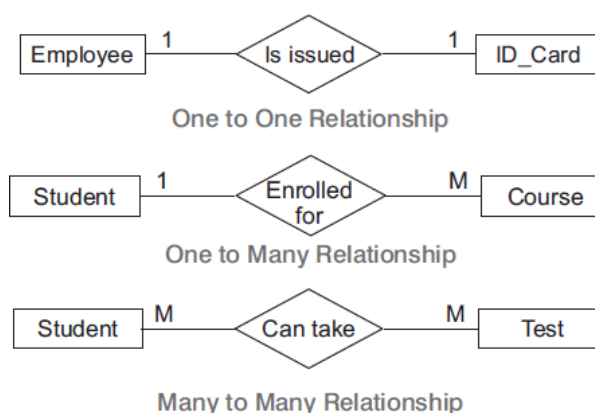 Employee 1 Is issued 1 ID_Card
One to One Relationship
Student 1 Enrolled for M Course
One to Many Relationship
Student M Can take M Test
Many to Many Relationship